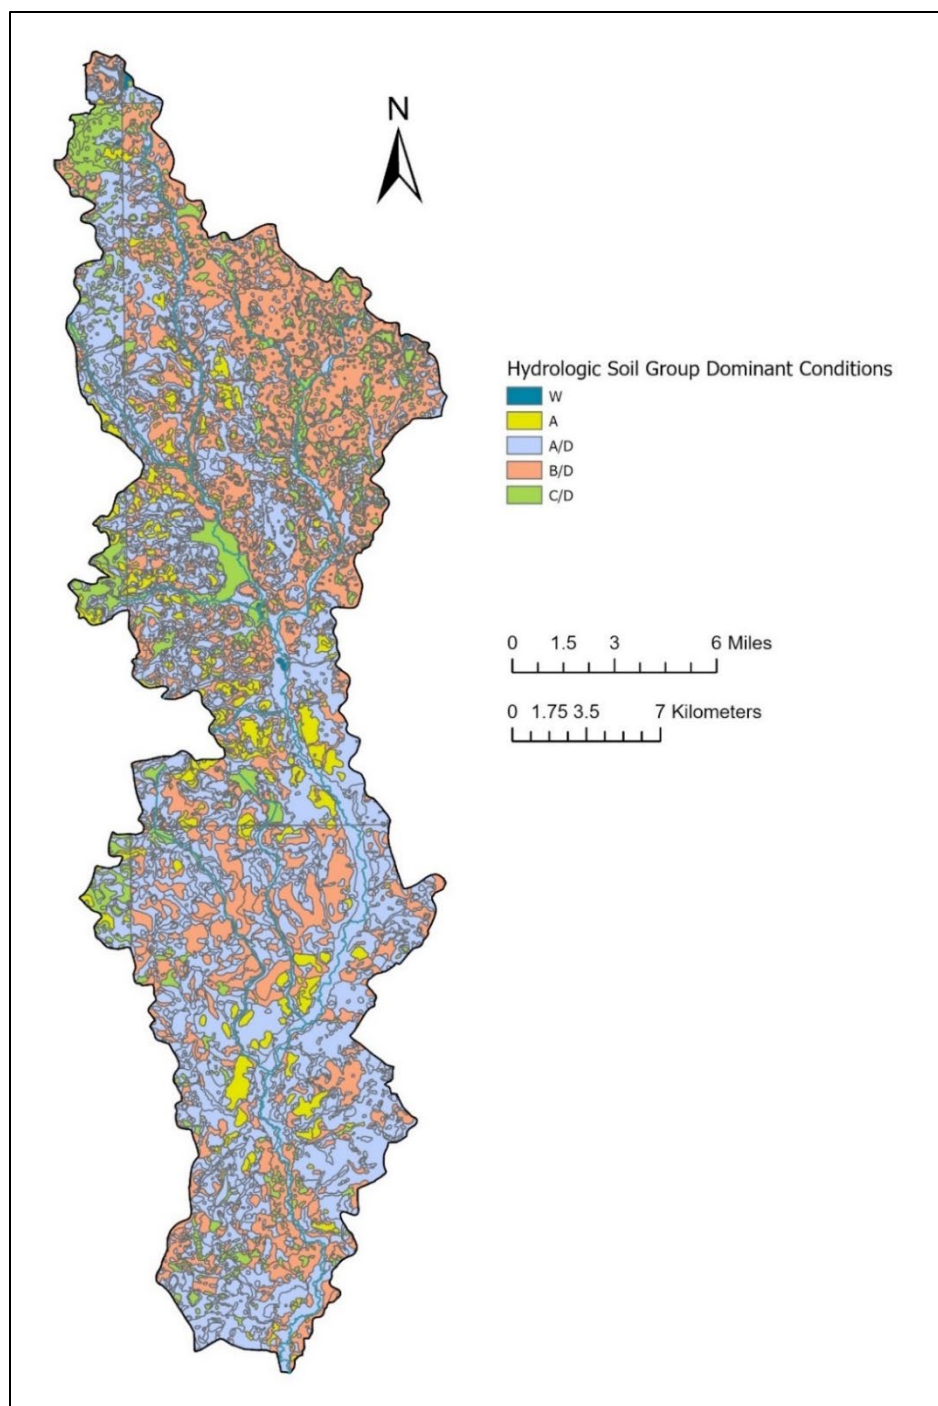 N
Hydrologic Soil Group Dominant Conditions
W
A
A/D
B/D
C/D
0 1.5 3 6 Miles
0 1.75 3.5 7 Kilometers